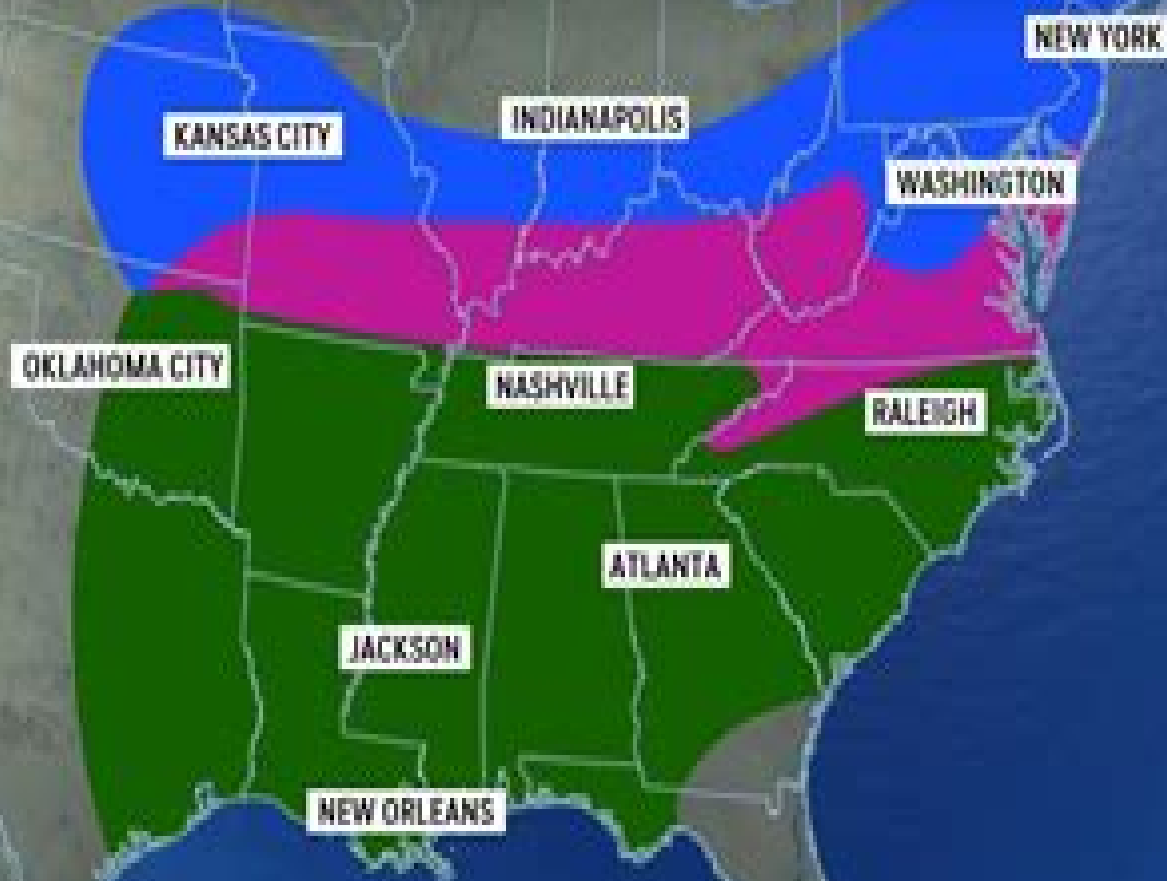 NEW YORK
INDIANAPOLIS
KANSAS CITY
WASHINGTON
OKLAHOMA CITY
NASHVILLE
RALEIGH
ATLANTA
JACKSON
NEW ORLEANS